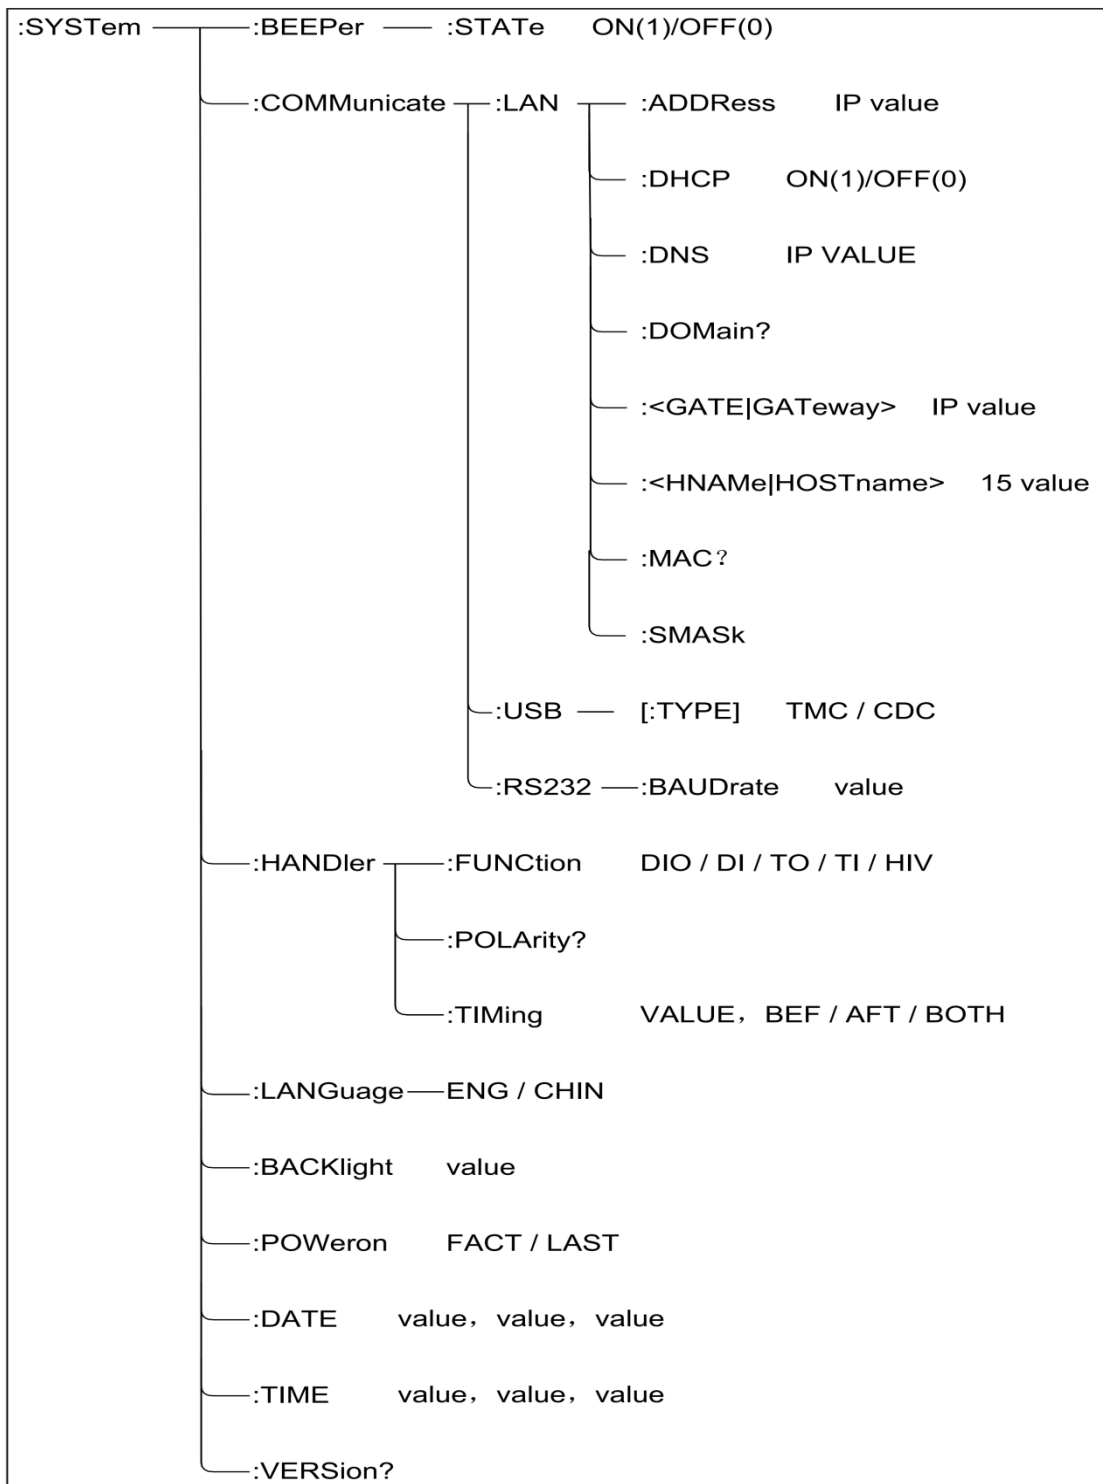 :SYSTem :BEEPer :STATe ON(1)/OFF(0)
:COMMunicate :LAN :ADDRess IP value
:DHCP ON(1)/OFF(0)
:DNS IP VALUE
:DOMain?
:<GATE|GATeway> IP value
:<HNAMe|HOSTname> 15 value
:MAC？
:SMASk
:USB [:TYPE] TMC / CDC
:RS232 :BAUDrate value
:HANDler :FUNCtion DIO / DI / TO / TI / HIV
:POLArity?
:TIMing VALUE，BEF / AFT / BOTH
:LANGuage ENG / CHIN
:BACKlight value
:POWeron FACT / LAST
:DATE value，value，value
:TIME value，value，value
:VERSion?